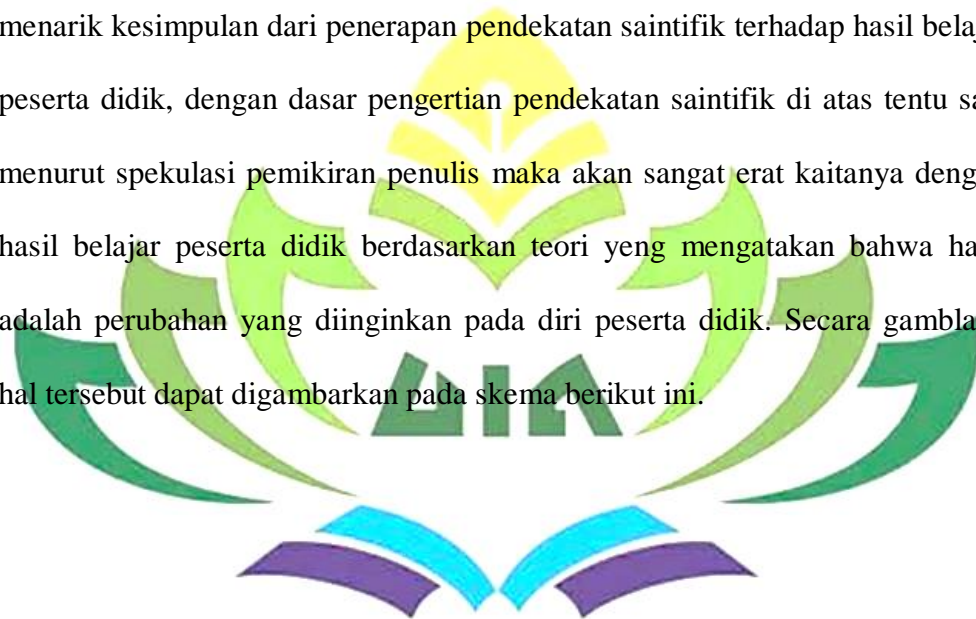 menarik kesimpulan dari penerapan pendekatan saintifik terhadap hasil
peserta didik, dengan dasar pengertian pendekatan saintifik di atas tentu
menurut spekulasi pemikiran penulis maka akan sangat erat kaitanya
hasil belajar peserta didik berdasarkan teori yeng mengatakan bahwa
adalah perubahan yang diinginkan pada diri peserta didik. Secara
hal tersebut dapat digambarkan pada skema berikut ini.
UIN